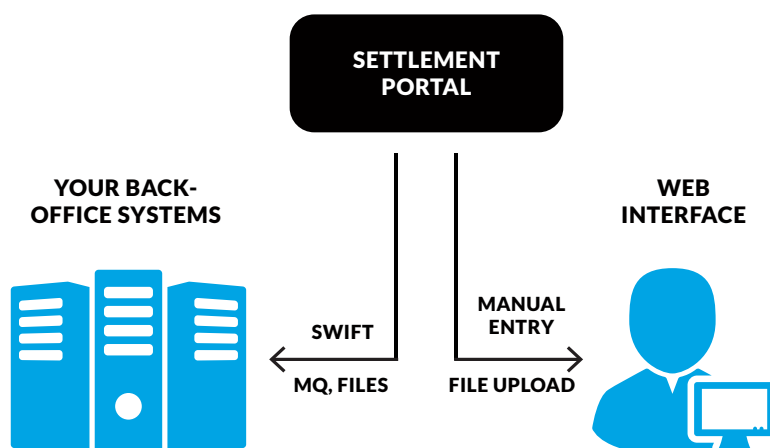 SETTLEMENT
PORTAL
YOUR BACK-
OFFICE SYSTEMS
WEB
INTERFACE
SWIFT
MQ, FILES
MANUAL
ENTRY
FILE UPLOAD